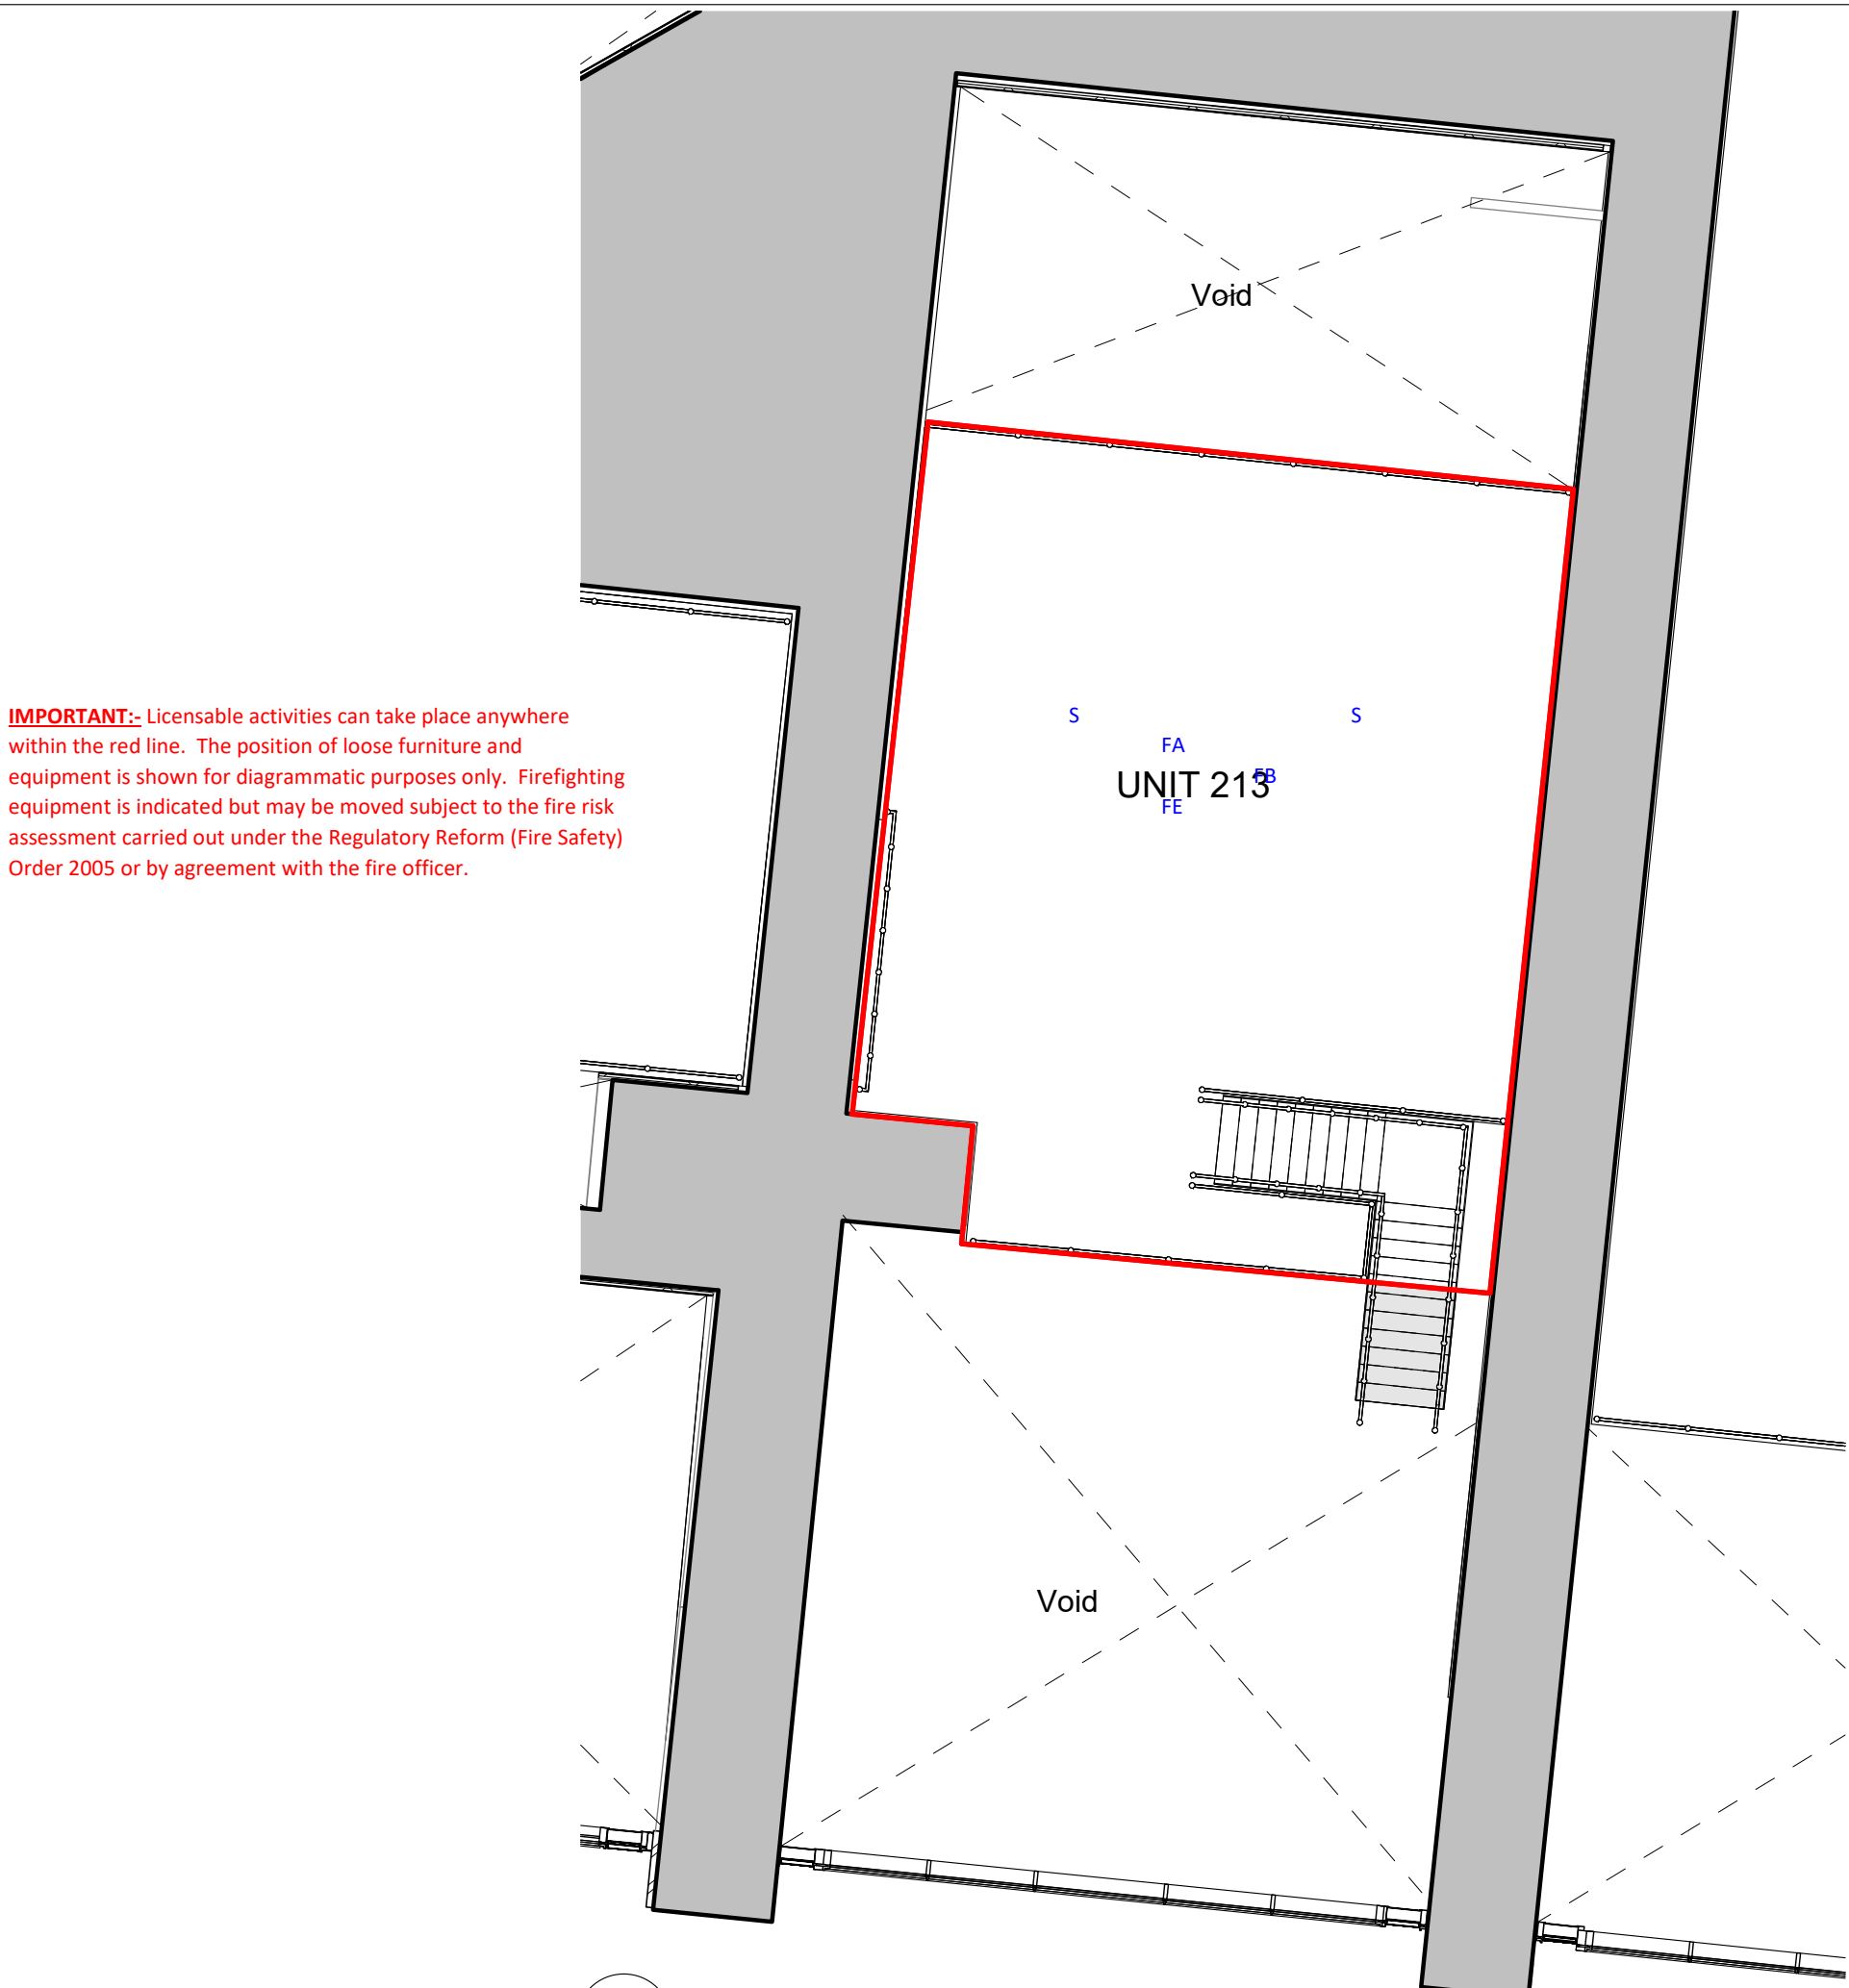 Void
S
S
FA
FB
UNIT 213
FE
IMPORTANT:- Licensable activities can take place anywhere
within the red line. The position of loose furniture and
equipment is shown for diagrammatic purposes only. Firefighting
equipment is indicated but may be moved subject to the fire risk
assessment carried out under the Regulatory Reform (Fire Safety)
Order 2005 or by agreement with the fire officer.
Void